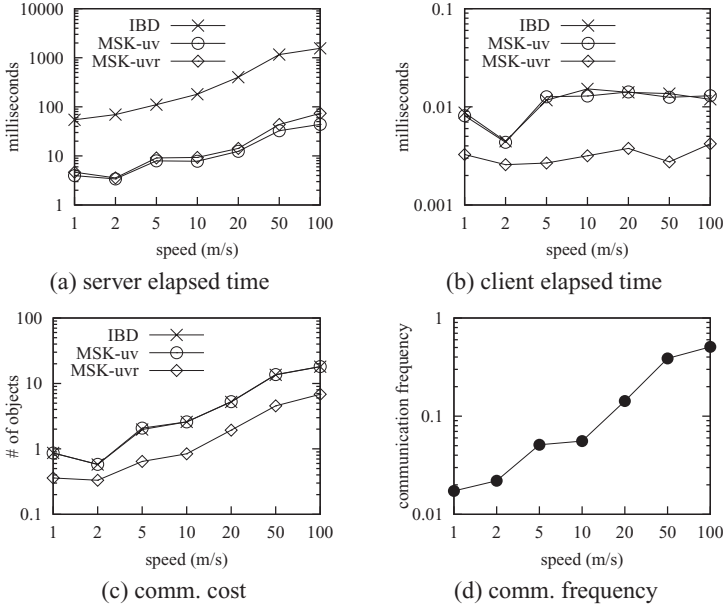 10000
1000
100
10
1
milliseconds
IBD
MSK-uv
MSK-uvr
1 2 5 10 20 50 100
speed (m/s)
(a) server elapsed time
0.1
0.01
0.001
milliseconds
IBD
MSK-uv
MSK-uvr
1 2 5 10 20 50 100
speed (m/s)
(b) client elapsed time
100
10
1
0.1
# of objects
IBD
MSK-uv
MSK-uvr
1 2 5 10 20 50 100
speed (m/s)
(c) comm. cost
1
0.1
0.01
communication frequency
1 2 5 10 20 50 100
speed (m/s)
(d) comm. frequency